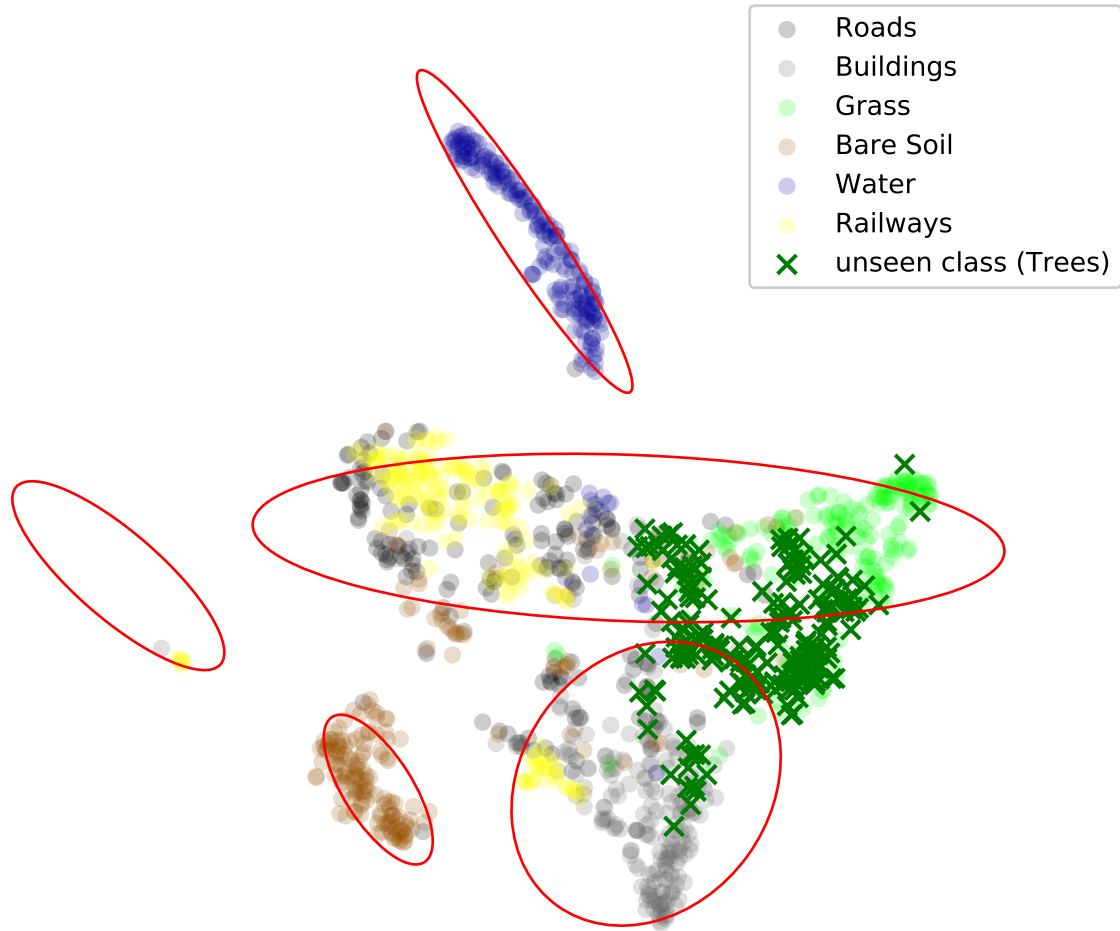 Roads
Buildings
Grass
Bare Soil
Water
Railways
unseen class (Trees)